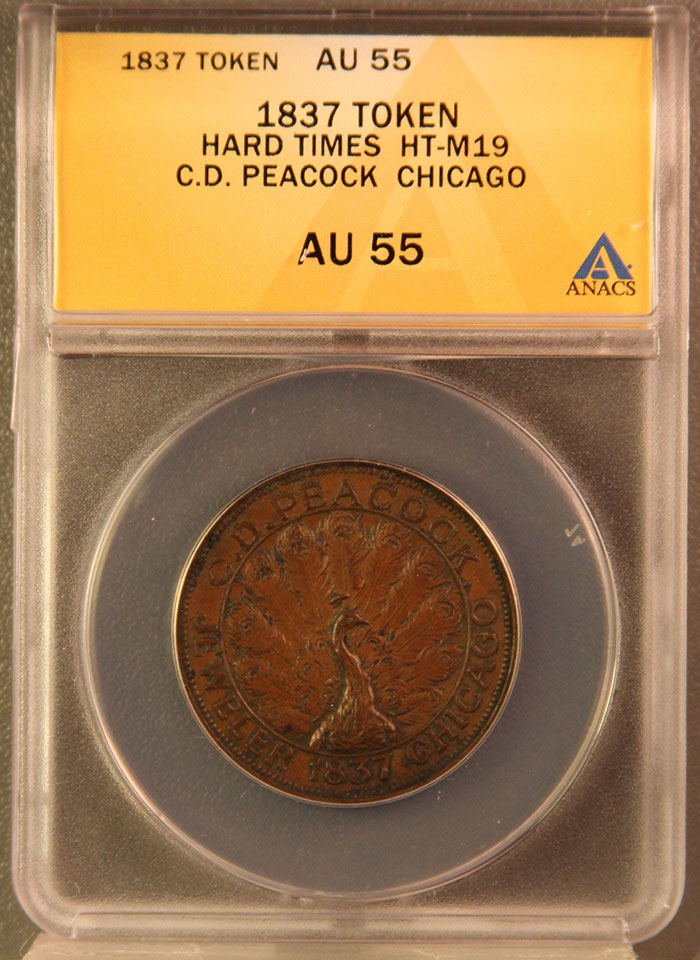 1837 TOKEN AU 55
1837 TOKEN
HARD TIMES HT-M19
C.D. PEACOCK CHICAGO
AU 55
ANACS
C.D. PEACOCK.
JEWELER 1837 CHICAGO